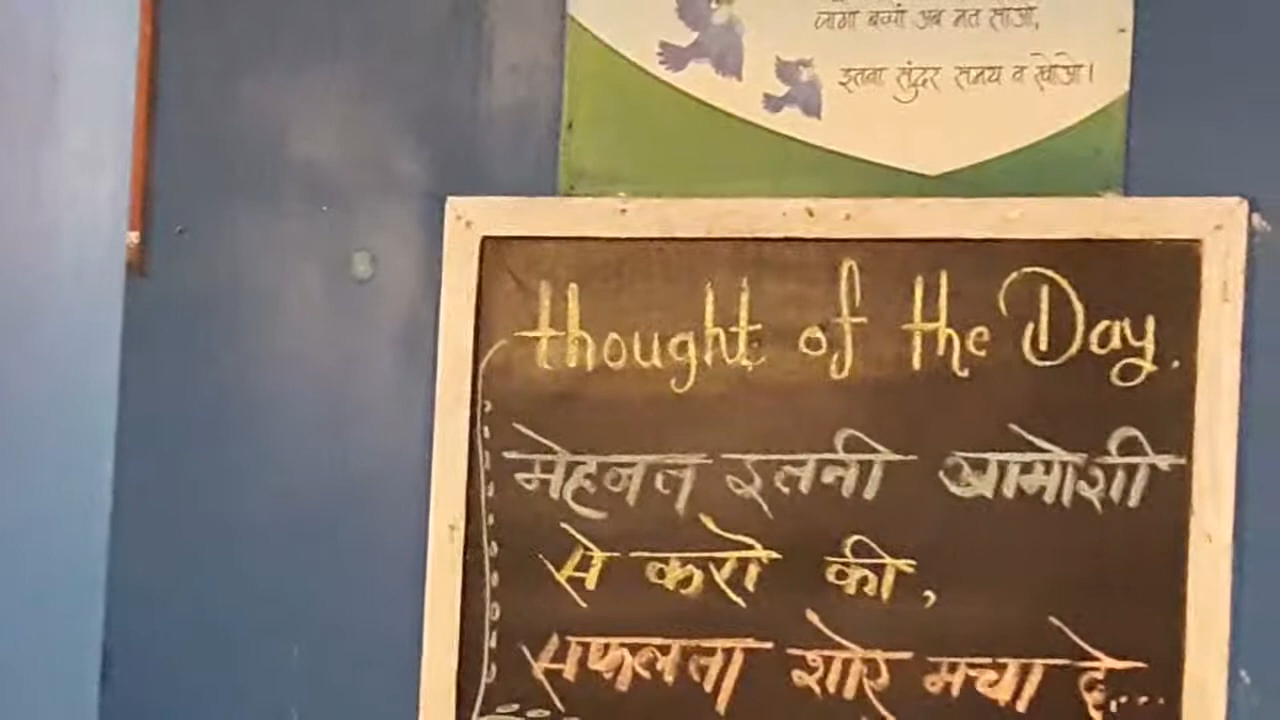 जागो बच्चों अब मत सोओ,
इतना सुंदर समय न खोओ।
thought of the Day.
मेहनत इतनी खामोशी
से करो की,
सफलता शोर मचा दे...